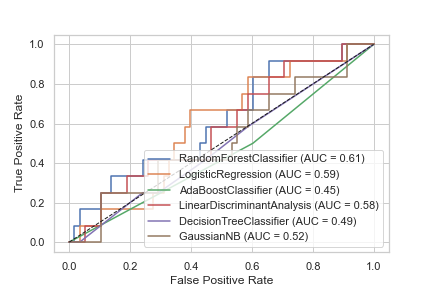 1.0
0.8
0.6
0.4
0.2
0.0
True Positive Rate
RandomForestClassifier (AUC = 0.61)
LogisticRegression (AUC = 0.59)
AdaBoostClassifier (AUC = 0.45)
LinearDiscriminantAnalysis (AUC = 0.58)
DecisionTreeClassifier (AUC = 0.49)
GaussianNB (AUC = 0.52)
0.0 0.2 0.4 0.6 0.8 1.0
False Positive Rate